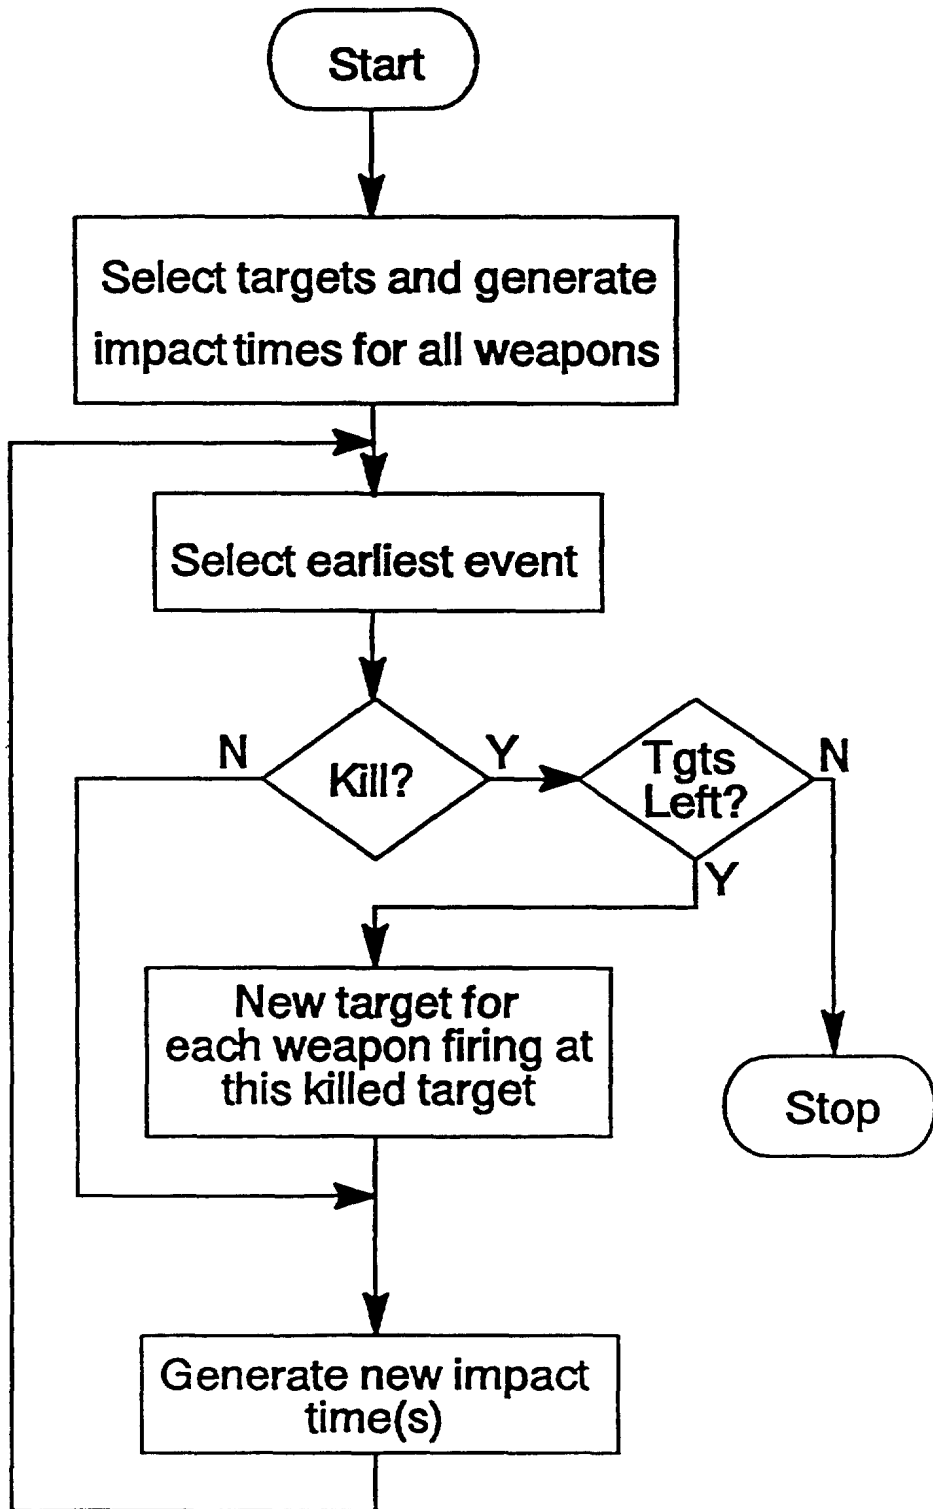 Start
Select targets and generate
impact times for all weapons
Select earliest event
N
Kill?
Y
Tgts
Left?
N
Y
New target for
each weapon firing at
this killed target
Stop
Generate new impact
time(s)